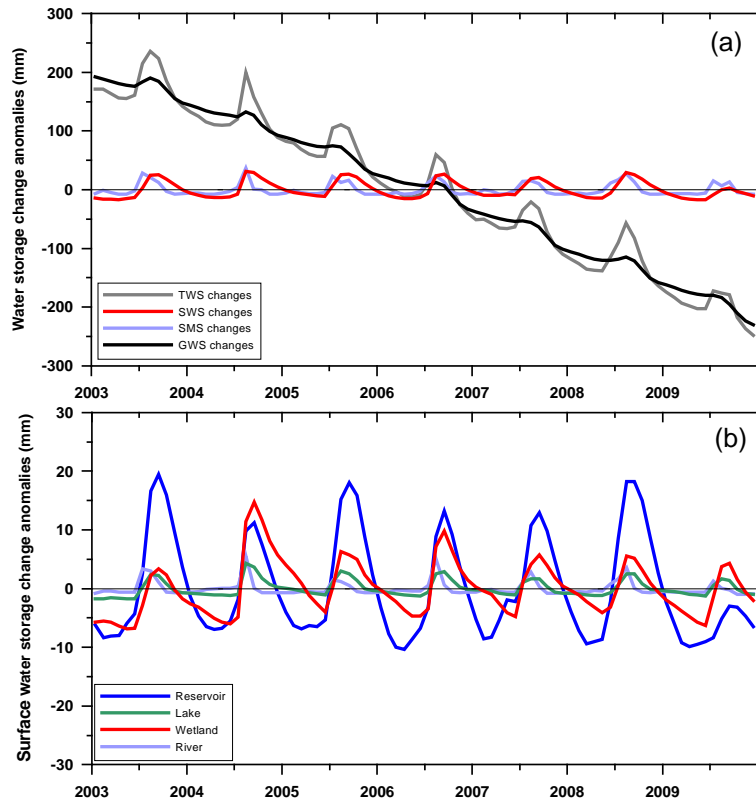 (a)
Water storage change anomalies (mm)
300
200
100
0
-100
-200
-300
TWS changes
SWS changes
SMS changes
GWS changes
2003 2004 2005 2006 2007 2008 2009
(b)
Surface water storage change anomalies (mm)
30
20
10
0
-10
-20
-30
Reservoir
Lake
Wetland
River
2003 2004 2005 2006 2007 2008 2009